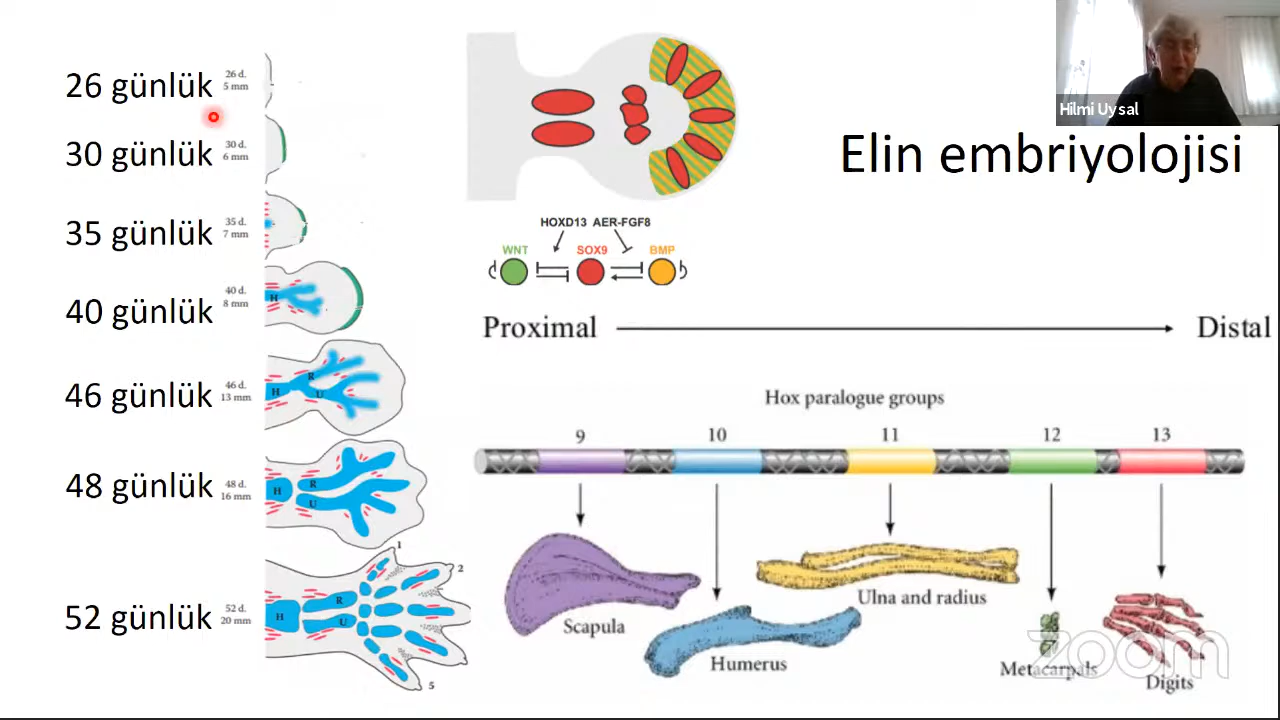 Hilmi Uysal
Elin embriyolojisi
26 günlük
26 d.
5 mm
30 günlük
30 d.
6 mm
35 günlük
35 d.
7 mm
40 günlük
40 d.
8 mm
H
46 günlük
46 d.
13 mm
H
R
U
48 günlük
48 d.
16 mm
H
R
U
52 günlük
52 d.
20 mm
H
R
U
1
2
5
HOXD13 AER-FGF8
WNT SOX9 BMP
Proximal Distal
Hox paralogue groups
9 10 11 12 13
Scapula
Humerus
Ulna and radius
Metacarpals
Digits
zoom